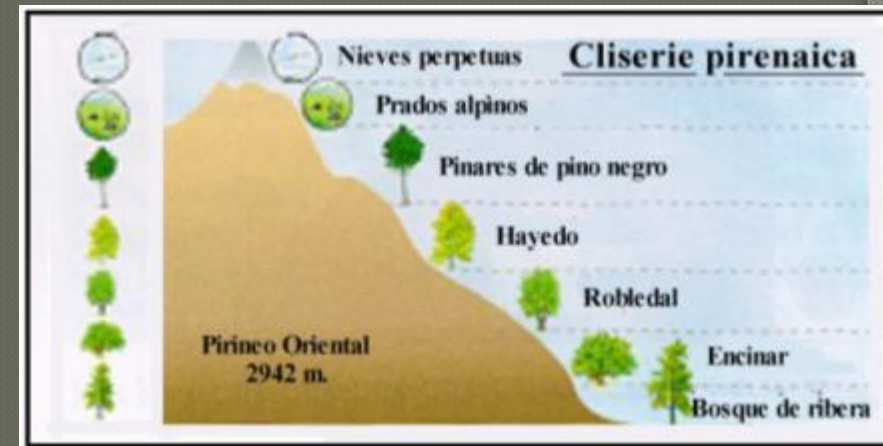 Cliserie pirenaica
Nieves perpetuas
Prados alpinos
Pinares de pino negro
Hayedo
Robledal
Encinar
Bosque de ribera
Pirineo Oriental
2942 m.